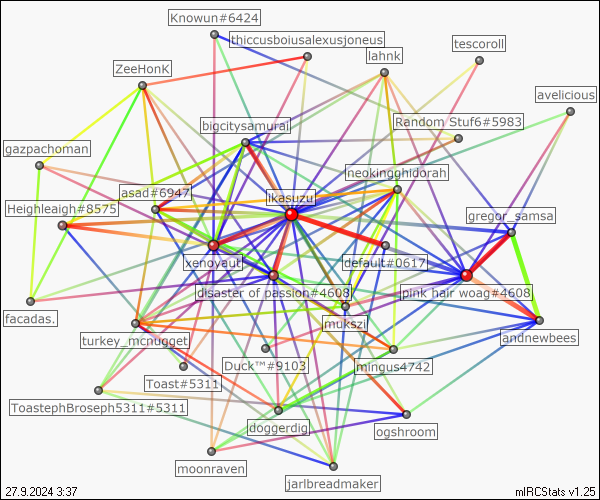 Knowun#6424
thiccusboiusalexusjoneus
tescoroll
lahnk
ZeeHonK
avelicious
Random_Stuf6#5983
bigcitysamurai
gazpachoman
neokingghidorah
asad#6947
ikasuzu
Heighleaigh#8575
gregor_samsa
xenoyaut
default#0617
disaster of passion#4608
pink hair woag#4608
facadas.
mukszi
turkey_mcnugget
andnewbees
Duck™#9103
mingus4742
Toast#5311
ToastephBroseph5311#5311
doggerdig
ogshroom
moonraven
jarlbreadmaker
27.9.2024 3:37
mIRCStats v1.25